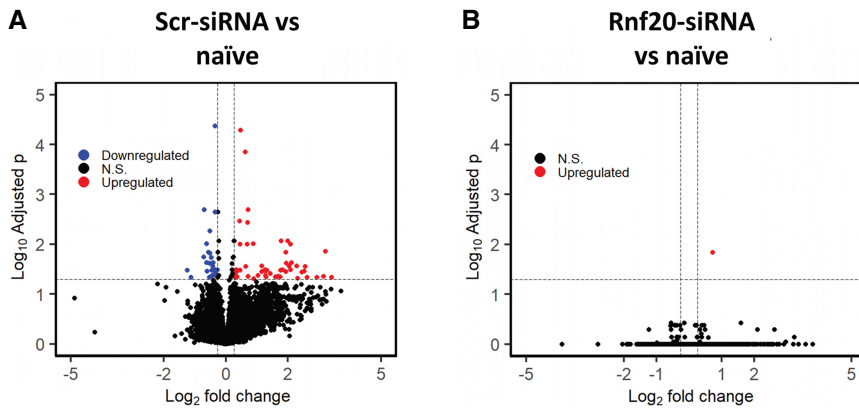 A
Scr-siRNA vs
naïve
5
4
3
2
1
0
Log10 Adjusted p
Downregulated
N.S.
Upregulated
-5
0
2
5
Log2 fold change
B
Rnf20-siRNA
vs naïve
5
4
3
2
1
0
Log10 Adjusted p
N.S.
Upregulated
-5
-2
-1
1
2
5
Log2 fold change